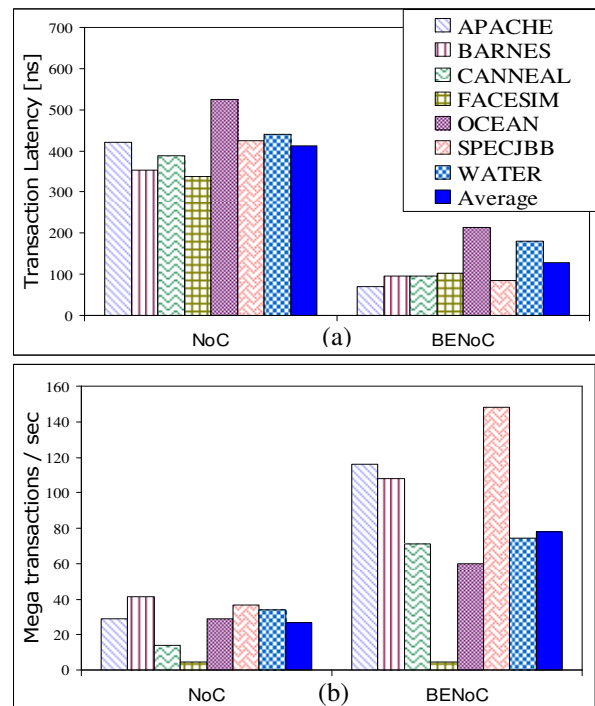 Transaction Latency [ns]
700
600
500
400
300
200
100
0
APACHE
BARNES
CANNEAL
FACESIM
OCEAN
SPECJBB
WATER
Average
NoC
(a)
BENoC
Mega transactions / sec
160
140
120
100
80
60
40
20
0
NoC
(b)
BENoC